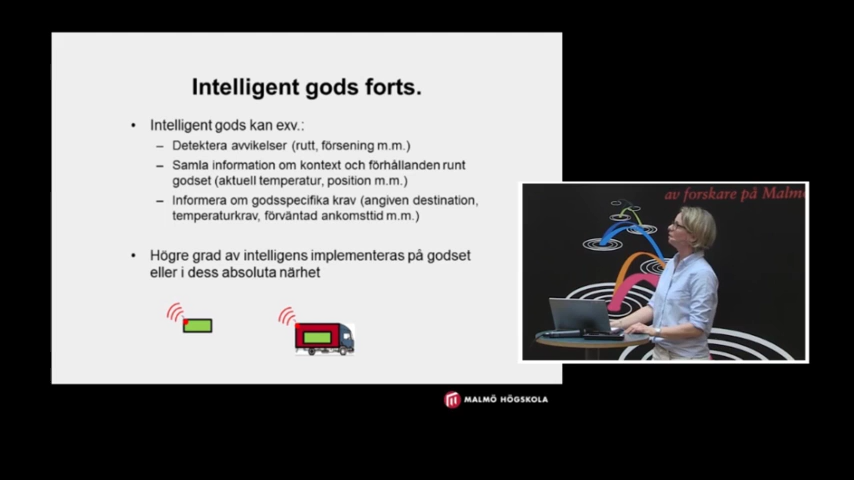 Intelligent gods forts.
• Intelligent gods kan exv.:
– Detektera avvikelser (rutt, försening m.m.)
– Samla information om kontext och förhållanden runt
godset (aktuell temperatur, position m.m.)
– Informera om godsspecifika krav (angiven destination,
temperaturkrav, förväntad ankomsttid m.m.)
• Högre grad av intelligens implementeras på godset
eller i dess absoluta närhet
av forskare på Malmö
MALMÖ HÖGSKOLA